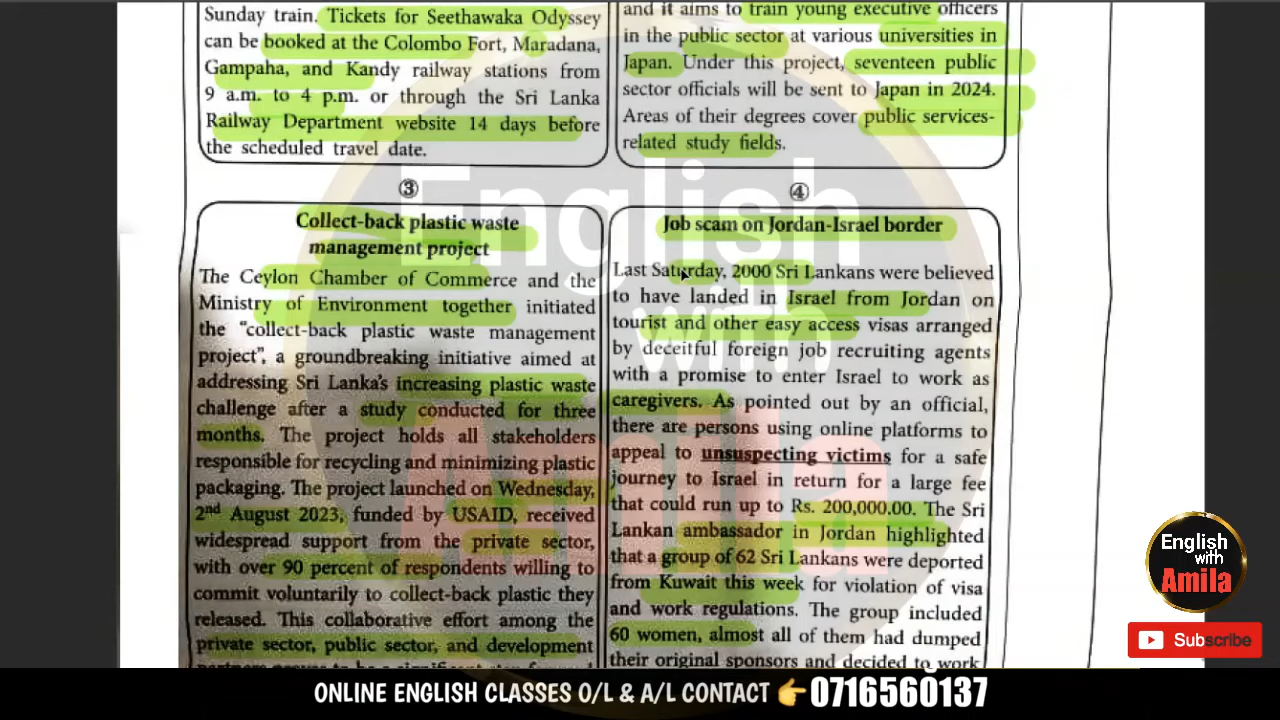 Sunday train. Tickets for Seethawaka Odyssey
can be booked at the Colombo Fort, Maradana,
Gampaha, and Kandy railway stations from
9 a.m. to 4 p.m. or through the Sri Lanka
Railway Department website 14 days before
the scheduled travel date.
and it aims to train young executive officers
in the public sector at various universities in
Japan. Under this project, seventeen public
sector officials will be sent to Japan in 2024.
Areas of their degrees cover public services-
related study fields.
③
Collect-back plastic waste
management project
The Ceylon Chamber of Commerce and the
Ministry of Environment together initiated
the “collect-back plastic waste management
project”, a groundbreaking initiative aimed at
addressing Sri Lanka’s increasing plastic waste
challenge after a study conducted for three
months. The project holds all stakeholders
responsible for recycling and minimizing plastic
packaging. The project launched on Wednesday,
2nd August 2023, funded by USAID, received
widespread support from the private sector,
with over 90 percent of respondents willing to
commit voluntarily to collect-back plastic they
released. This collaborative effort among the
private sector, public sector, and development
④
Job scam on Jordan-Israel border
Last Saturday, 2000 Sri Lankans were believed
to have landed in Israel from Jordan on
tourist and other easy access visas arranged
by deceitful foreign job recruiting agents
with a promise to enter Israel to work as
caregivers. As pointed out by an official,
there are persons using online platforms to
appeal to unsuspecting victims for a safe
journey to Israel in return for a large fee
that could run up to Rs. 200,000.00. The Sri
Lankan ambassador in Jordan highlighted
that a group of 62 Sri Lankans were deported
from Kuwait this week for violation of visa
and work regulations. The group included
60 women, almost all of them had dumped
their original sponsors and decided to work
English
with
Amila
English
with
Amila
Subscribe
ONLINE ENGLISH CLASSES O/L & A/L CONTACT 👉0716560137